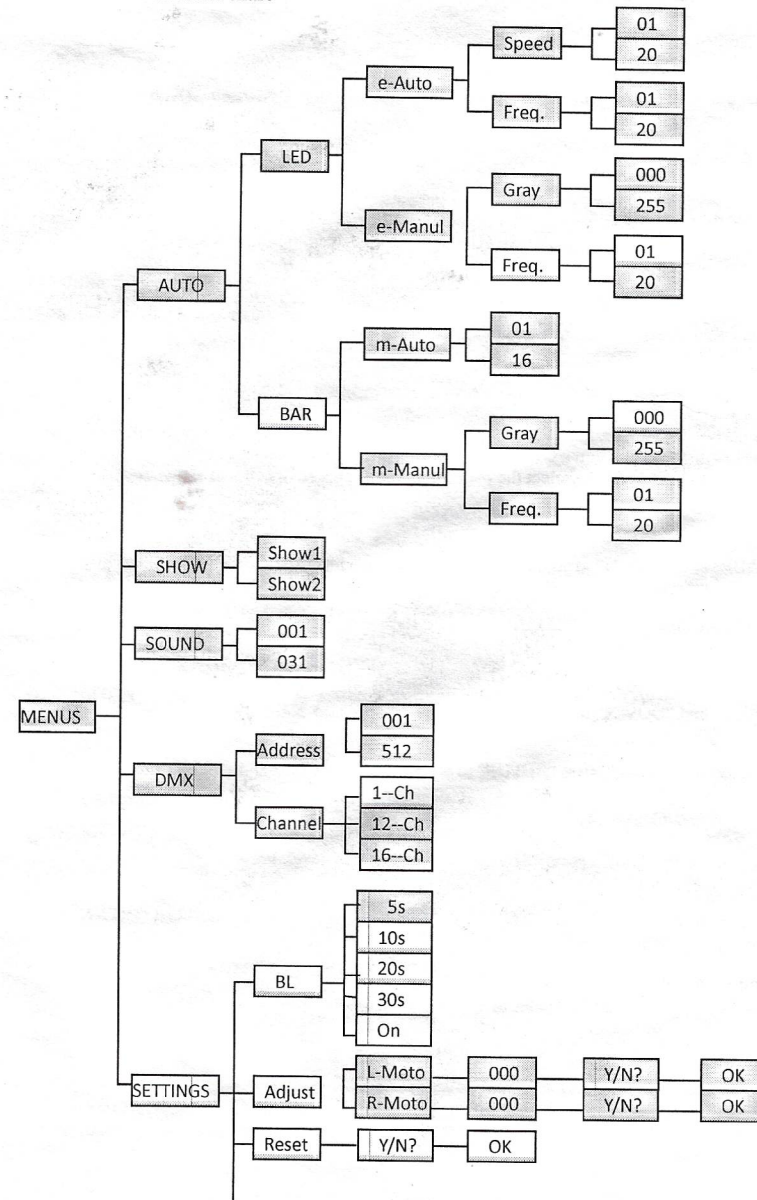 01
Speed
20
e-Auto
01
Freq.
20
LED
000
Gray
255
e-Manul
01
Freq.
20
AUTO
01
m-Auto
16
BAR
000
Gray
255
m-Manul
01
Freq.
20
Show1
SHOW
Show2
001
SOUND
031
MENUS
001
Address
512
DMX
1--Ch
Channel
12--Ch
16--Ch
5s
10s
BL
20s
30s
On
SETTINGS
Adjust
L-Moto 000 Y/N? OK
R-Moto 000 Y/N? OK
Reset Y/N? OK